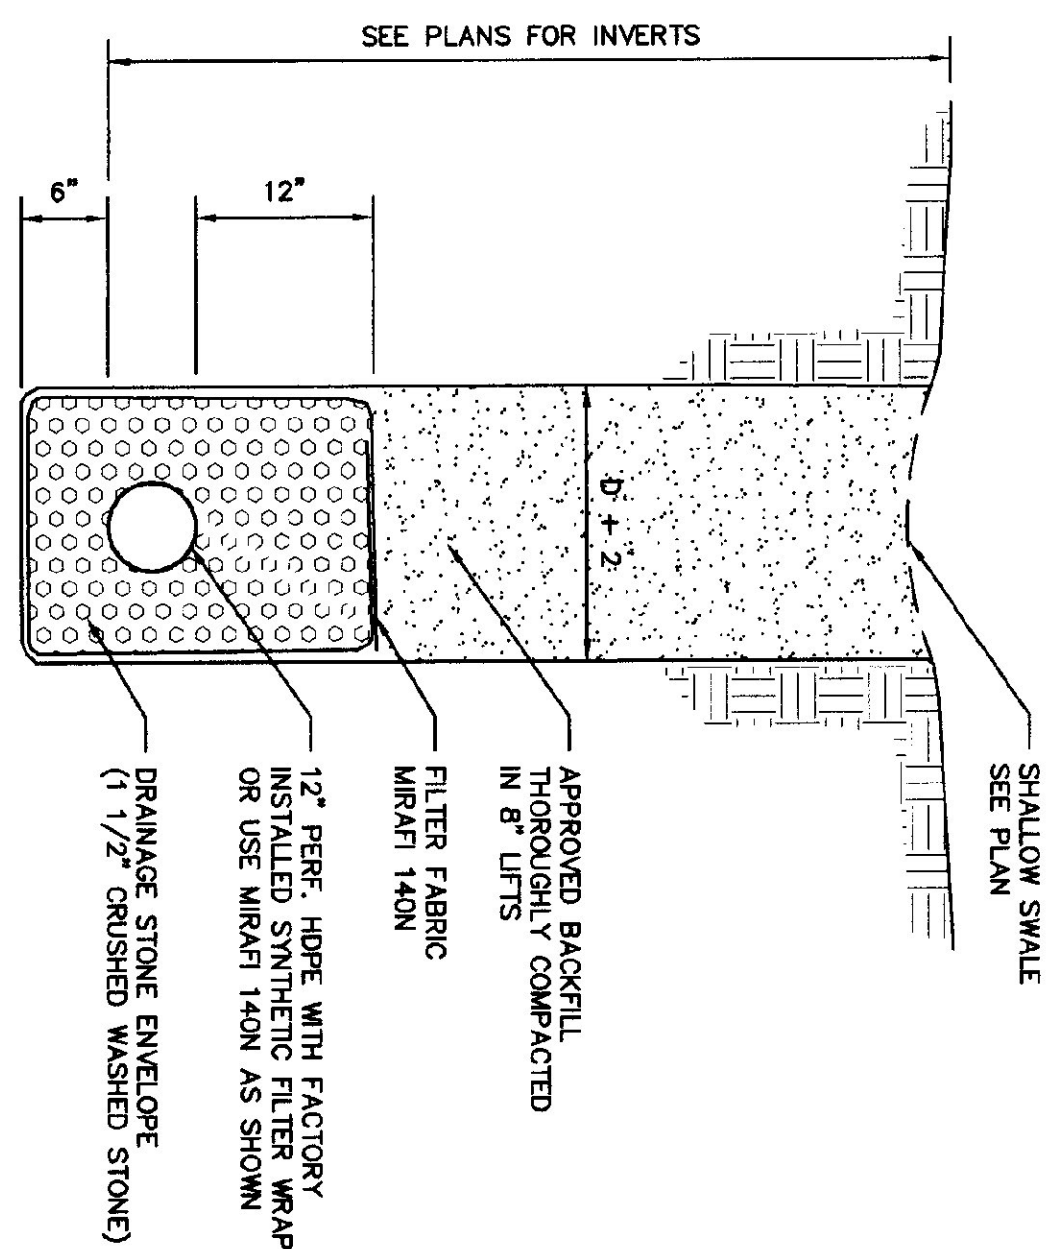 SEE PLANS FOR INVERTS
6"
12"
D + 2'
SHALLOW SWALE
SEE PLAN
APPROVED BACKFILL
THOROUGHLY COMPACTED
IN 8" LIFTS
FILTER FABRIC
MIRAFI 140N
12" PERF. HDPE WITH FACTORY
INSTALLED SYNTHETIC FILTER WRAP
OR USE MIRAFI 140N AS SHOWN
DRAINAGE STONE ENVELOPE
(1 1/2" CRUSHED WASHED STONE)